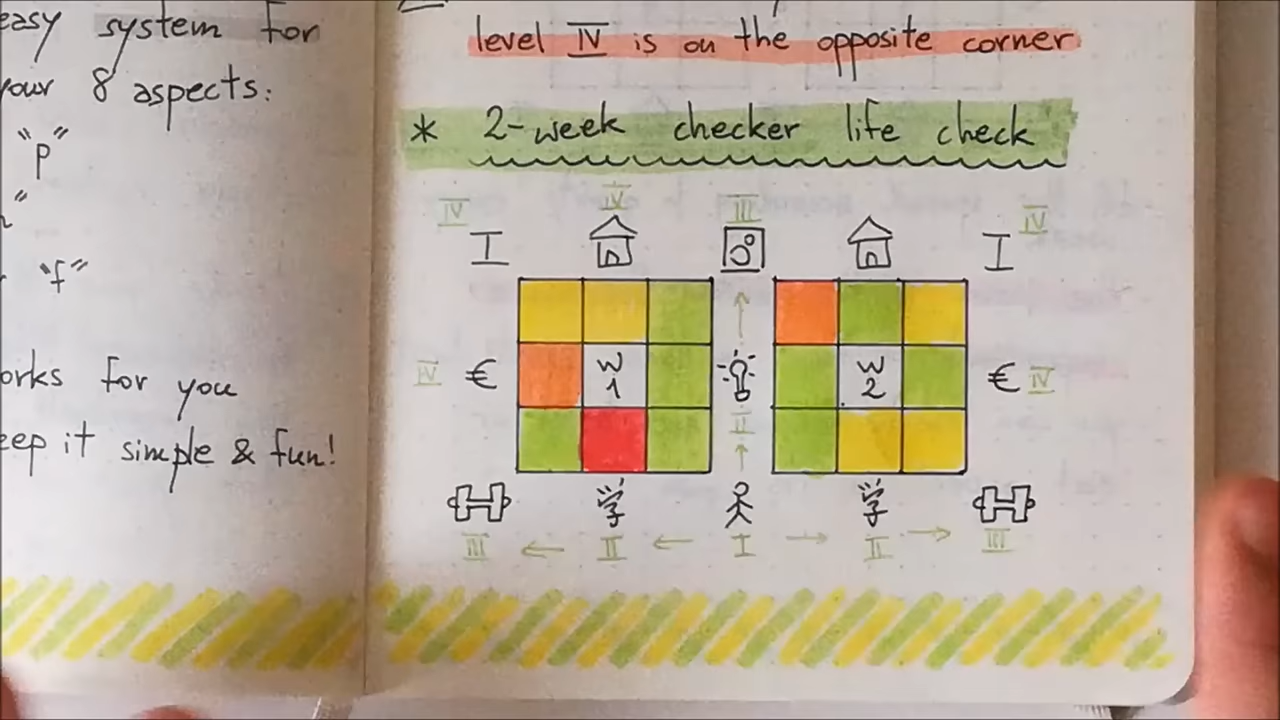 easy system for
your 8 aspects:
"p"
"
"f"
orks for you
eep it simple & fun!
level IV is on the opposite corner
* 2-week checker life check
IV IV III IV
I I
IV € W 1 W 2 € IV
II
学 学
III ← II ← I → II → III